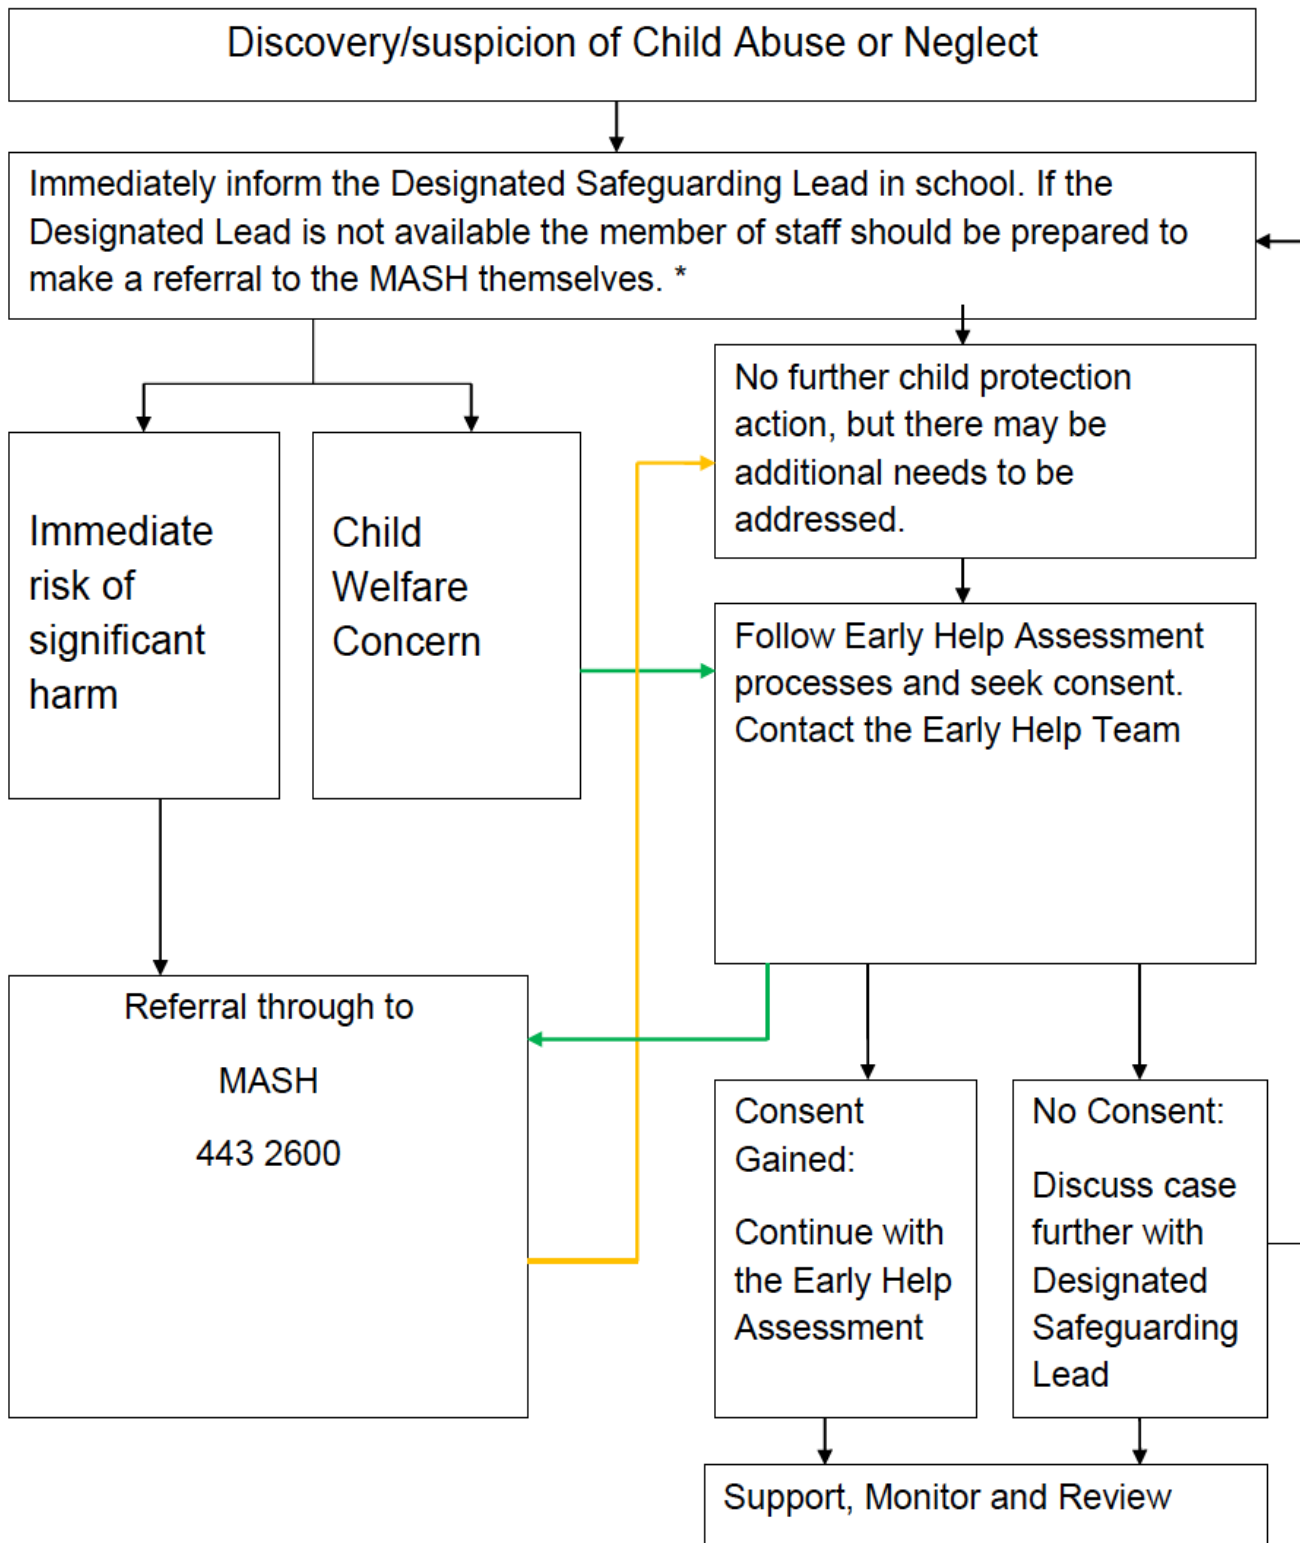 Discovery/suspicion of Child Abuse or Neglect
Immediately inform the Designated Safeguarding Lead in school. If the
Designated Lead is not available the member of staff should be prepared to
make a referral to the MASH themselves. *
No further child protection
action, but there may be
additional needs to be
addressed.
Immediate
risk of
significant
harm
Child
Welfare
Concern
Follow Early Help Assessment
processes and seek consent.
Contact the Early Help Team
Referral through to
MASH
443 2600
Consent
Gained:
Continue with
the Early Help
Assessment
No Consent:
Discuss case
further with
Designated
Safeguarding
Lead
Support, Monitor and Review